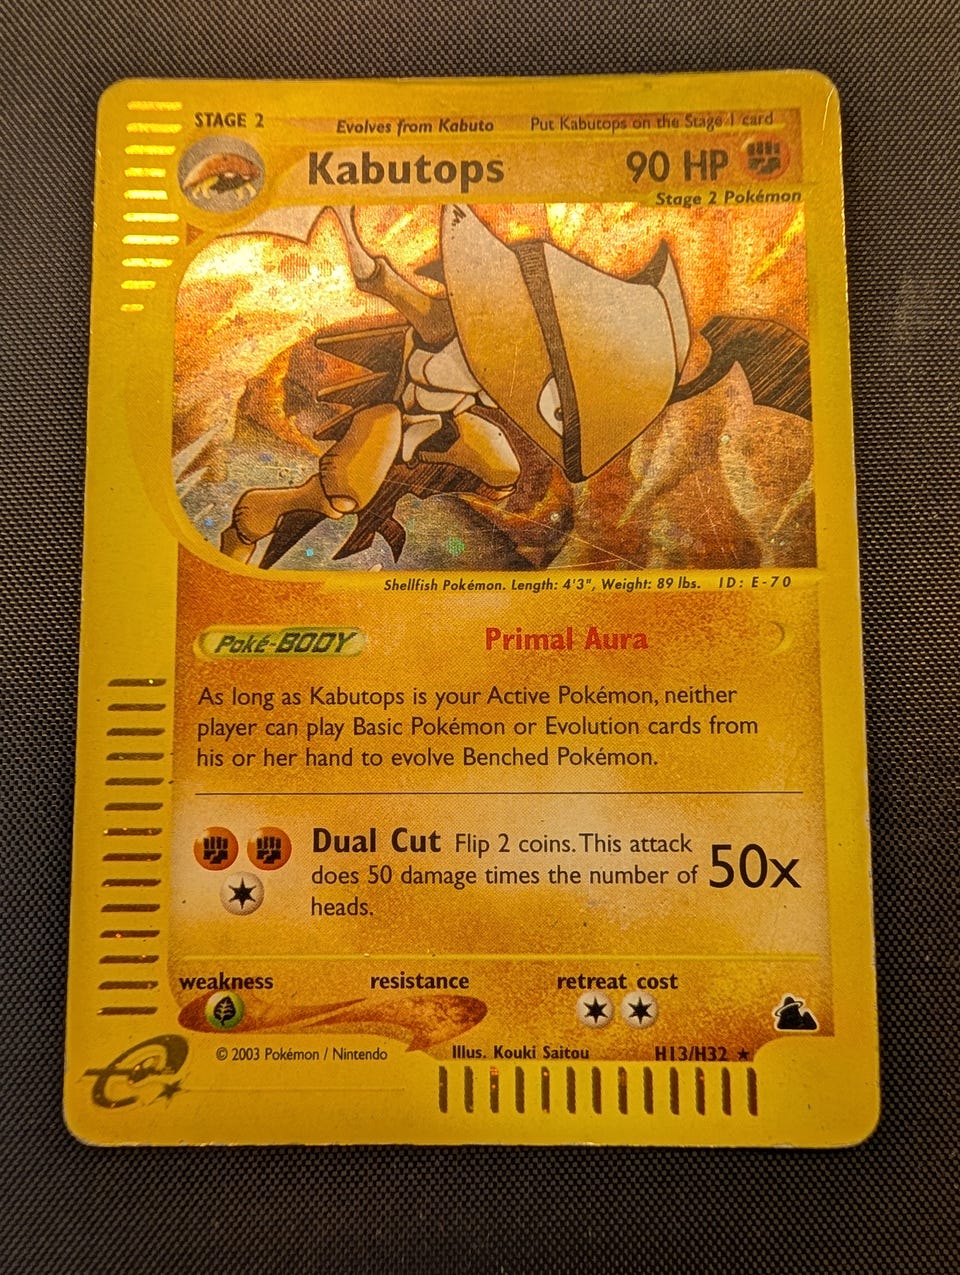 STAGE 2
Evolves from Kabuto
Put Kabutops on the Stage 1 card
Kabutops
90 HP
Stage 2 Pokémon
Shellfish Pokémon. Length: 4'3", Weight: 89 lbs. ID: E-70
Poké-BODY
Primal Aura
As long as Kabutops is your Active Pokémon, neither
player can play Basic Pokémon or Evolution cards from
his or her hand to evolve Benched Pokémon.
Dual Cut Flip 2 coins. This attack
does 50 damage times the number of
heads.
50x
weakness
resistance
retreat cost
© 2003 Pokémon / Nintendo
Illus. Kouki Saitou
H13/H32 ★
e